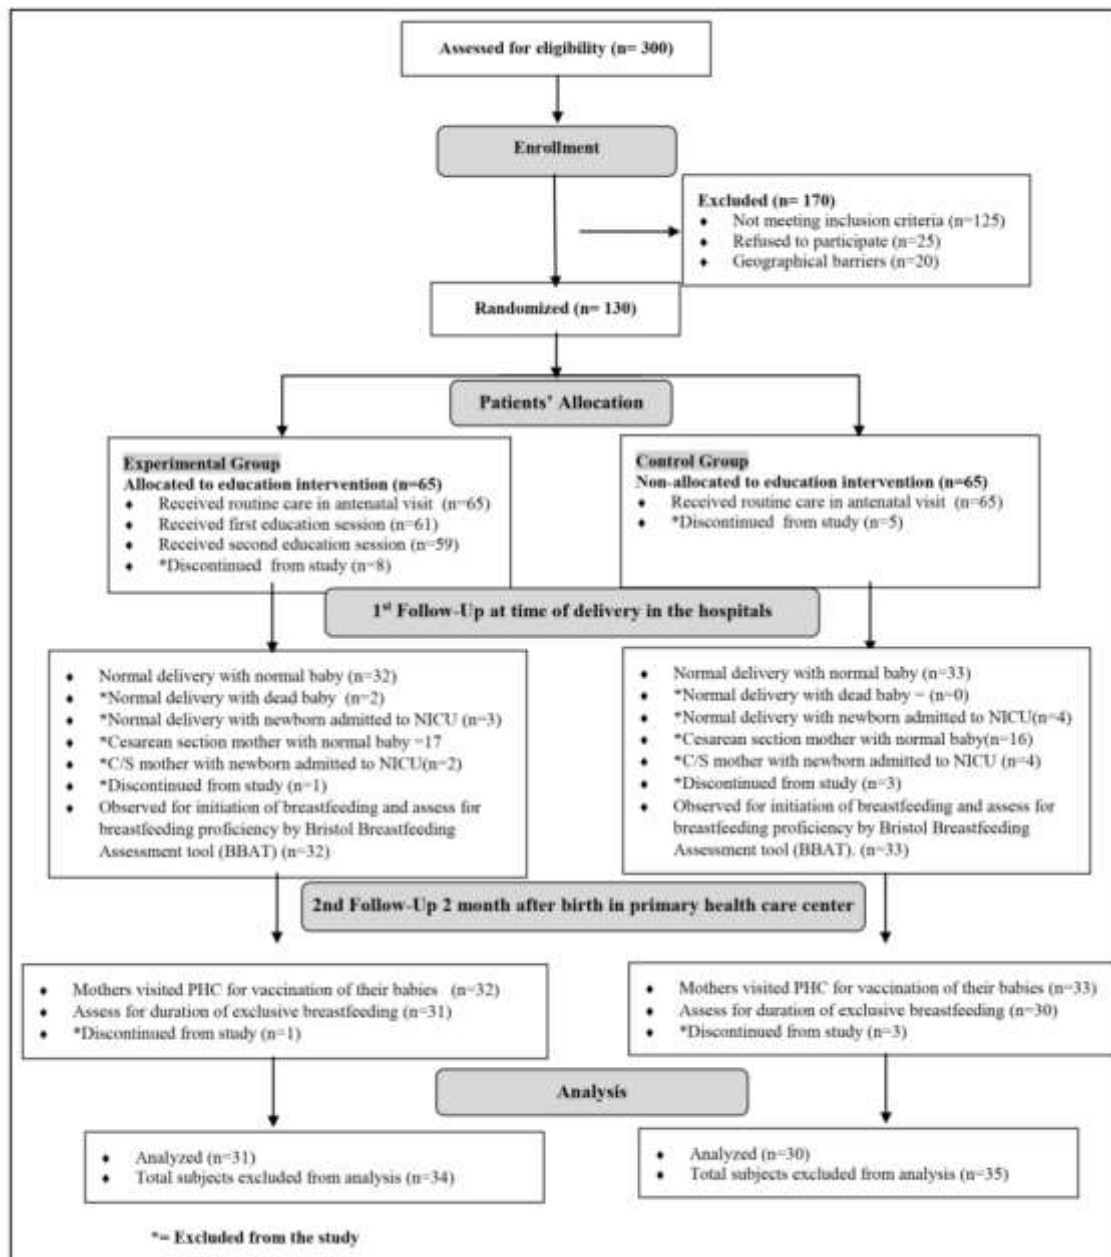 Assessed for eligibility (n= 300)
Enrollment
Excluded (n= 170)
♦ Not meeting inclusion criteria (n=125)
♦ Refused to participate (n=25)
♦ Geographical barriers (n=20)
Randomized (n= 130)
Patients' Allocation
Experimental Group
Allocated to education intervention (n=65)
♦ Received routine care in antenatal visit (n=65)
♦ Received first education session (n=61)
♦ Received second education session (n=59)
♦ *Discontinued from study (n=8)
Control Group
Non-allocated to education intervention (n=65)
♦ Received routine care in antenatal visit (n=65)
♦ *Discontinued from study (n=5)
1st Follow-Up at time of delivery in the hospitals
♦ Normal delivery with normal baby (n=32)
♦ *Normal delivery with dead baby (n=2)
♦ *Normal delivery with newborn admitted to NICU (n=3)
♦ *Cesarean section mother with normal baby =17
♦ *C/S mother with newborn admitted to NICU(n=2)
♦ *Discontinued from study (n=1)
♦ Observed for initiation of breastfeeding and assess for
breastfeeding proficiency by Bristol Breastfeeding
Assessment tool (BBAT) (n=32)
♦ Normal delivery with normal baby (n=33)
♦ *Normal delivery with dead baby = (n=0)
♦ *Normal delivery with newborn admitted to NICU(n=4)
♦ *Cesarean section mother with normal baby(n=16)
♦ *C/S mother with newborn admitted to NICU (n=4)
♦ *Discontinued from study (n=3)
♦ Observed for initiation of breastfeeding and assess for
breastfeeding proficiency by Bristol Breastfeeding
Assessment tool (BBAT). (n=33)
2nd Follow-Up 2 month after birth in primary health care center
♦ Mothers visited PHC for vaccination of their babies (n=32)
♦ Assess for duration of exclusive breastfeeding (n=31)
♦ *Discontinued from study (n=1)
♦ Mothers visited PHC for vaccination of their babies (n=33)
♦ Assess for duration of exclusive breastfeeding (n=30)
♦ *Discontinued from study (n=3)
Analysis
♦ Analyzed (n=31)
♦ Total subjects excluded from analysis (n=34)
♦ Analyzed (n=30)
♦ Total subjects excluded from analysis (n=35)
*= Excluded from the study